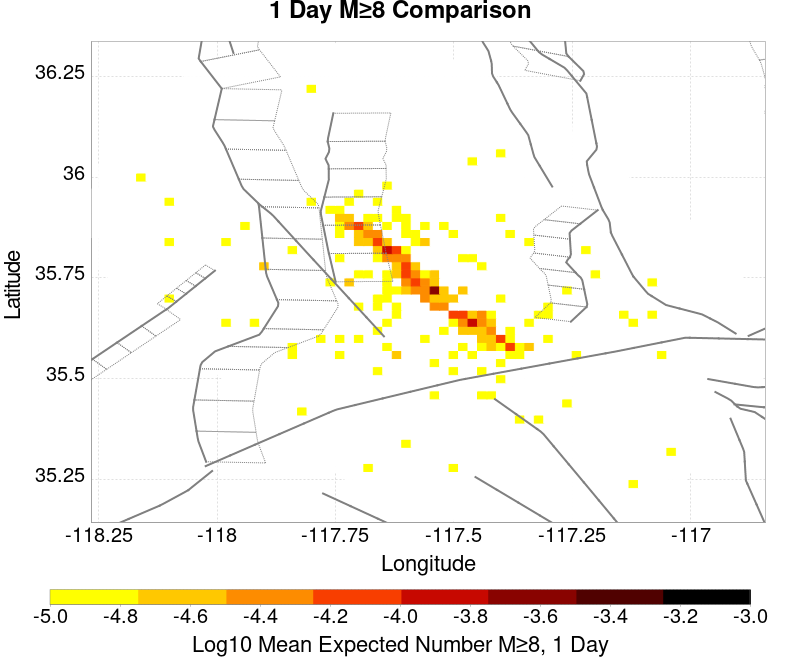 1 Day M≥8 Comparison
36.25
36
35.75
35.5
35.25
Latitude
-118.25 -118 -117.75 -117.5 -117.25 -117
Longitude
-5.0 -4.8 -4.6 -4.4 -4.2 -4.0 -3.8 -3.6 -3.4 -3.2 -3.0
Log10 Mean Expected Number M≥8, 1 Day